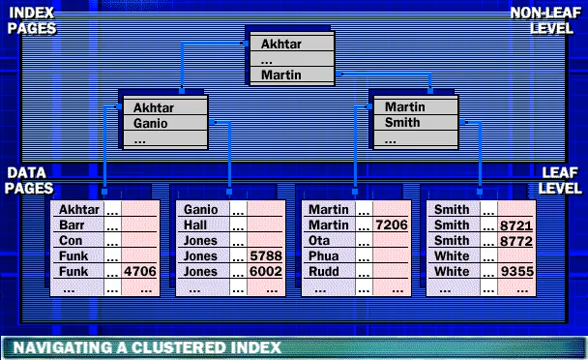 INDEX
PAGES
NON-LEAF
LEVEL
Akhtar
...
Martin
Akhtar
Ganio
...
Martin
Smith
...
DATA
PAGES
LEAF
LEVEL
Akhtar ...
Barr ...
Con ...
Funk ...
Funk ... 4706
... ... ...
Ganio ...
Hall ...
Jones ...
Jones ... 5788
Jones ... 6002
... ... ...
Martin ...
Martin ... 7206
Ota ...
Phua ...
Rudd ...
... ... ...
Smith ...
Smith ... 8721
Smith ... 8772
White ...
White ... 9355
... ... ...
NAVIGATING A CLUSTERED INDEX